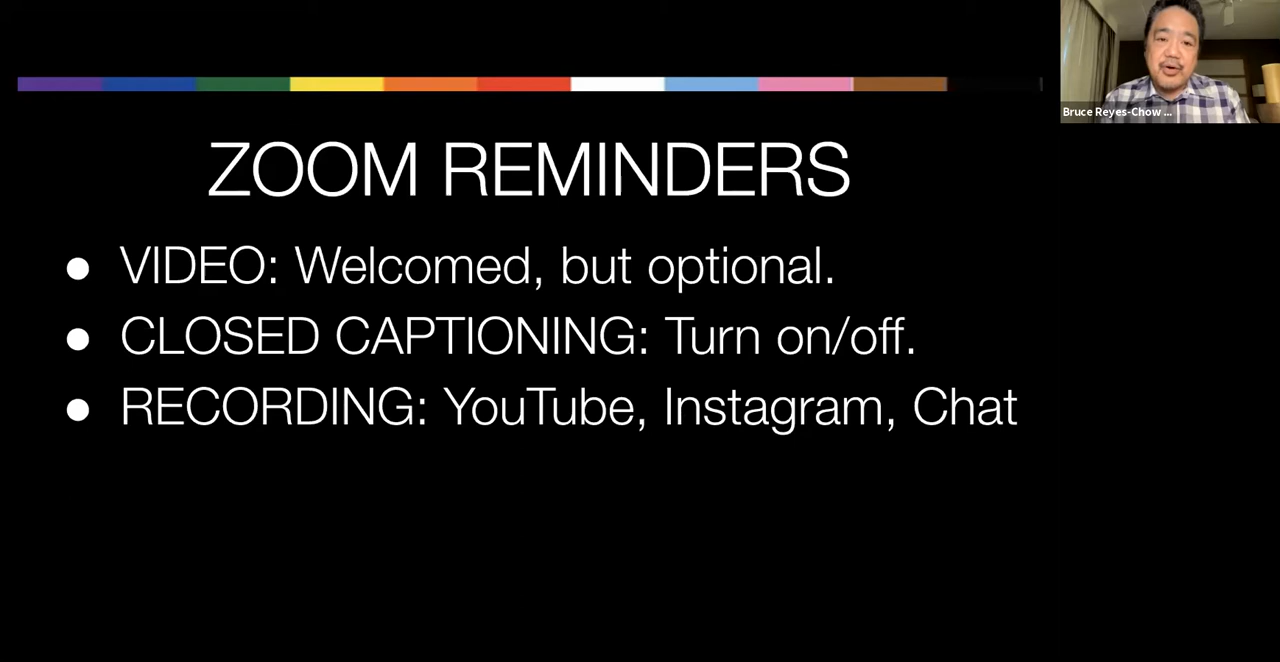 Bruce Reyes-Chow ...
ZOOM REMINDERS
● VIDEO: Welcomed, but optional.
● CLOSED CAPTIONING: Turn on/off.
● RECORDING: YouTube, Instagram, Chat